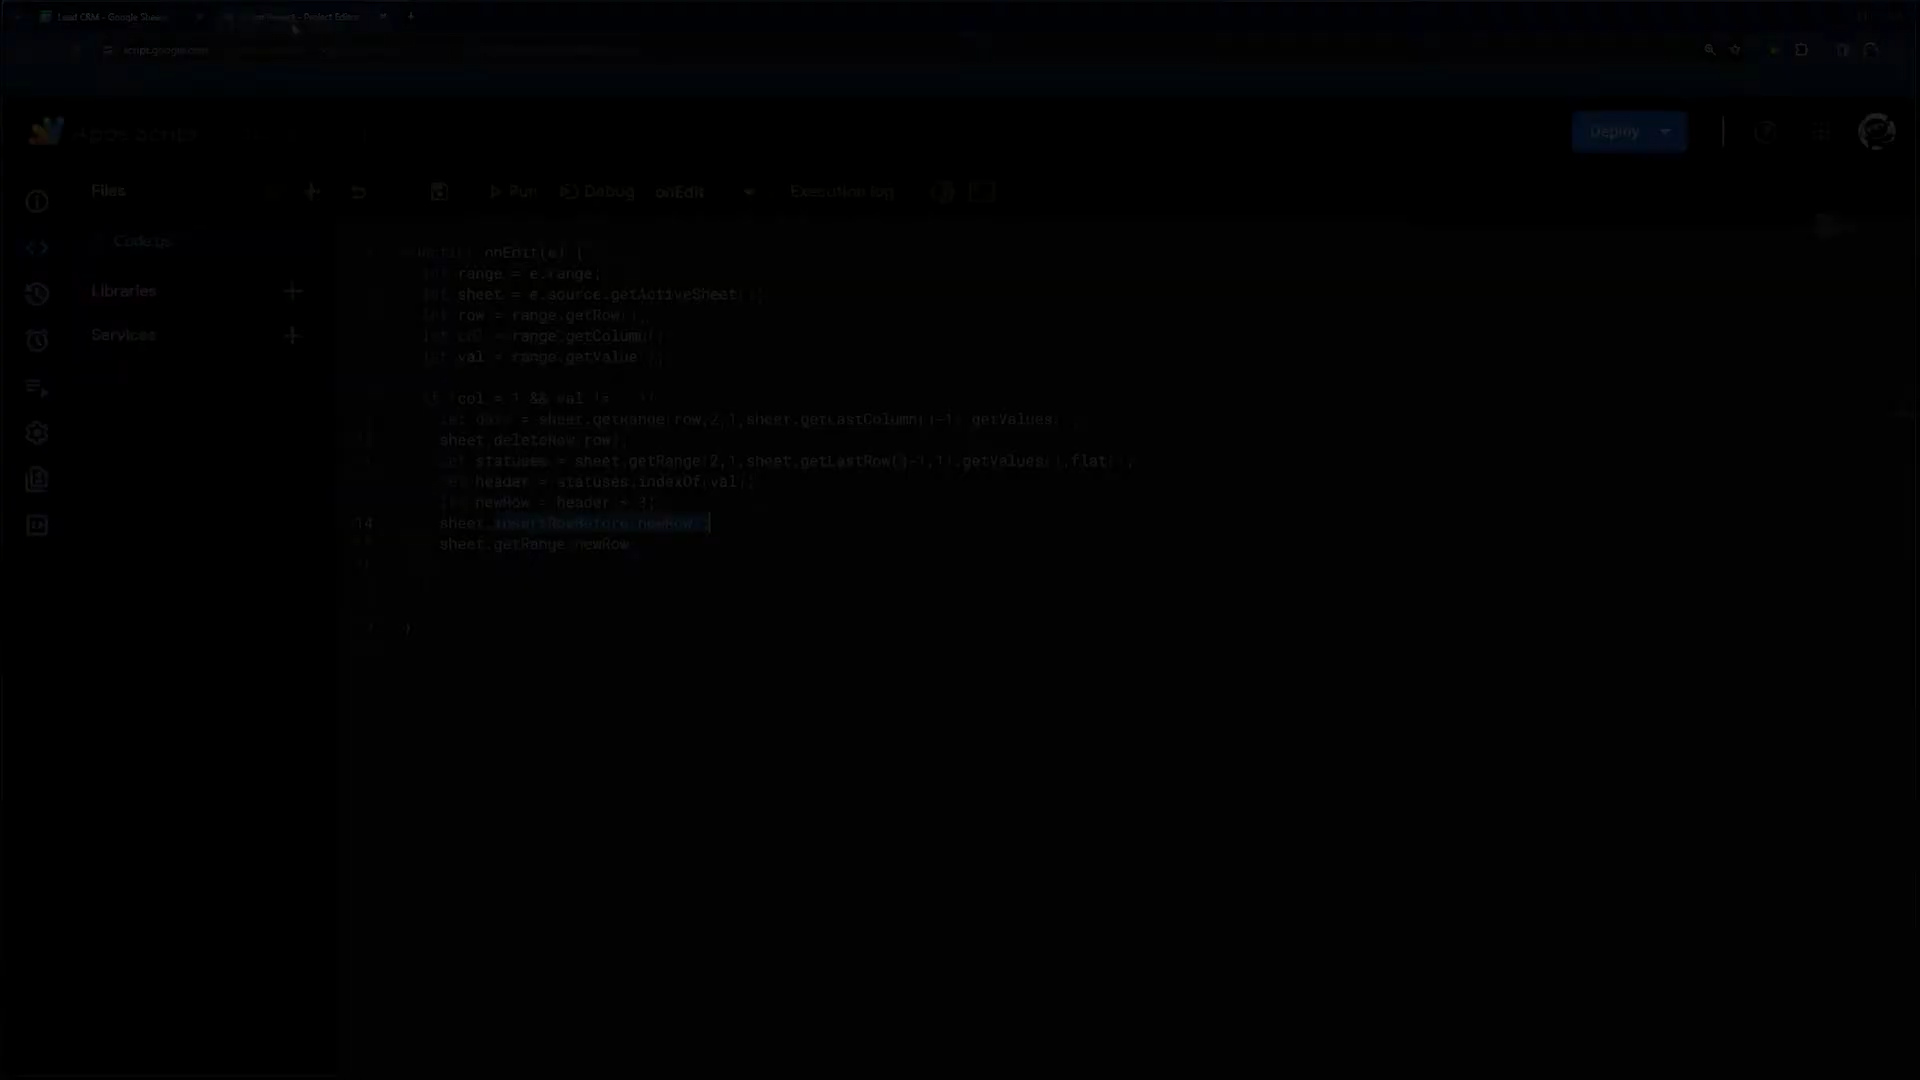 Lead CRM - Google Sheets
Project Editor
script.google.com
Apps Script
Deploy
Files
Run
Debug
onEdit
Execution log
Code.gs
Libraries
Services
onEdit(e) {
let range = e.range;
let sheet = e.source.getActiveSheet();
let row = range.getRow();
let col = range.getColumn();
let val = range.getValue();
if (col = 1 && val !=
let data = sheet.getRange(row,2,1,sheet.getLastColumn()-1).getValues();
sheet.deleteRow(row);
let statuses = sheet.getRange(2,1,sheet.getLastRow()-1,1).getValues().flat();
let header = statuses.indexOf(val);
let newRow = header + 3;
14
sheet.insertRowBefore(newRow);
sheet.getRange(newRow
}